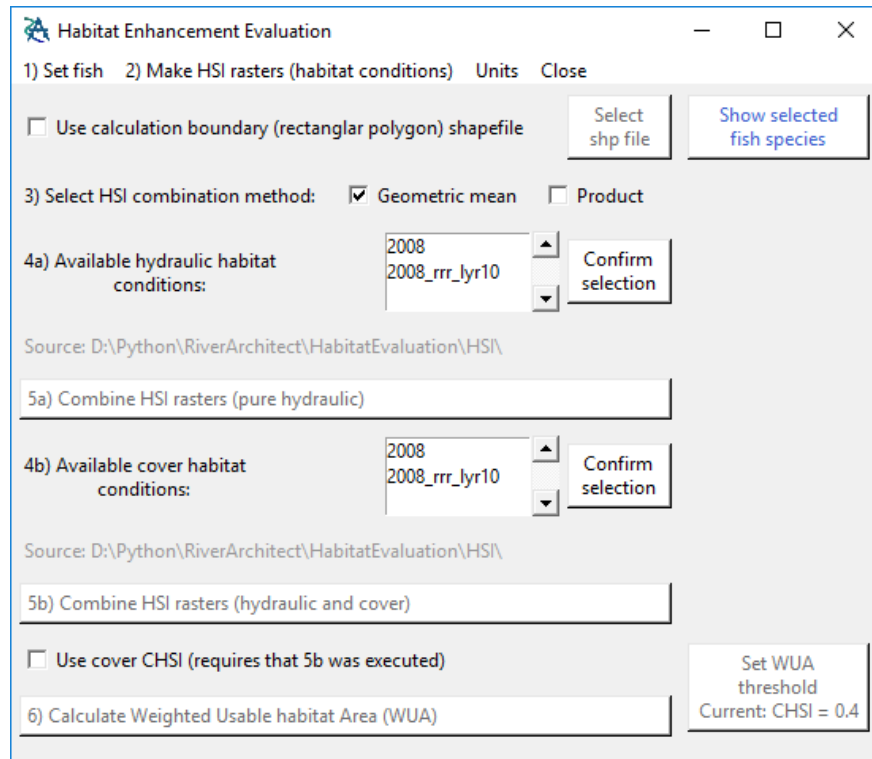 Habitat Enhancement Evaluation
1) Set fish 2) Make HSI rasters (habitat conditions) Units Close
Use calculation boundary (rectanglar polygon) shapefile
Select
shp file
Show selected
fish species
3) Select HSI combination method: Geometric mean Product
4a) Available hydraulic habitat
conditions:
2008
2008_rrr_lyr10
Confirm
selection
Source: D:\Python\RiverArchitect\HabitatEvaluation\HSI\
5a) Combine HSI rasters (pure hydraulic)
4b) Available cover habitat
conditions:
2008
2008_rrr_lyr10
Confirm
selection
Source: D:\Python\RiverArchitect\HabitatEvaluation\HSI\
5b) Combine HSI rasters (hydraulic and cover)
Use cover CHSI (requires that 5b was executed)
6) Calculate Weighted Usable habitat Area (WUA)
Set WUA
threshold
Current: CHSI = 0.4